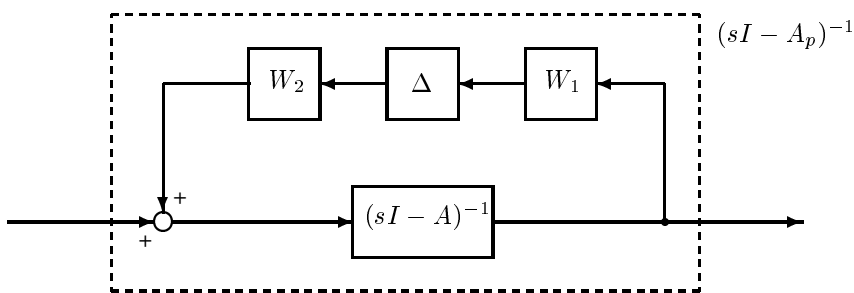 (sI − A_p)^{−1}
W_2
Δ
W_1
+
(sI − A)^{−1}
+